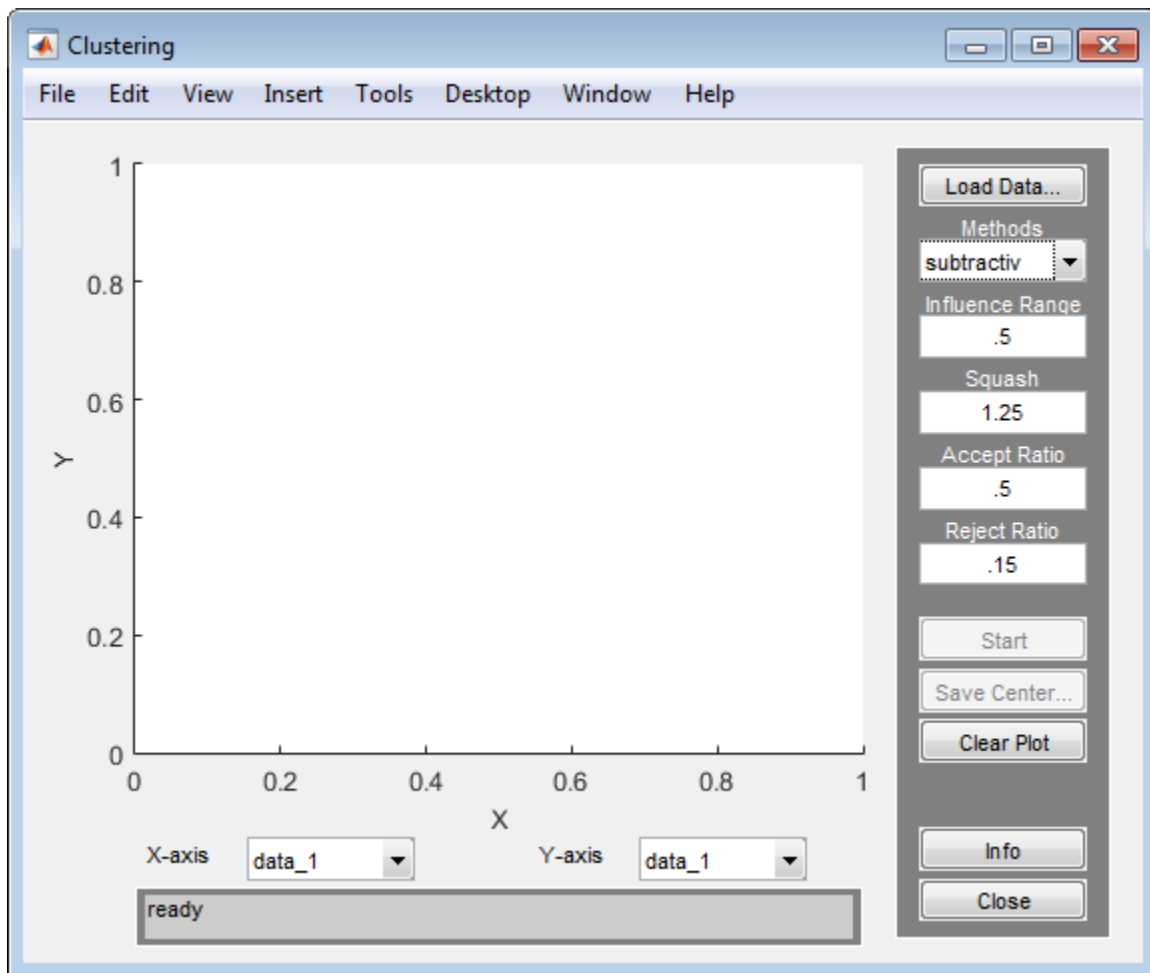 Clustering
File Edit View Insert Tools Desktop Window Help
1
0.8
0.6
0.4
0.2
0
Y
0 0.2 0.4 0.6 0.8 1
X
X-axis data_1 Y-axis data_1
ready
Load Data...
Methods
subtractiv
Influence Range
.5
Squash
1.25
Accept Ratio
.5
Reject Ratio
.15
Start
Save Center...
Clear Plot
Info
Close